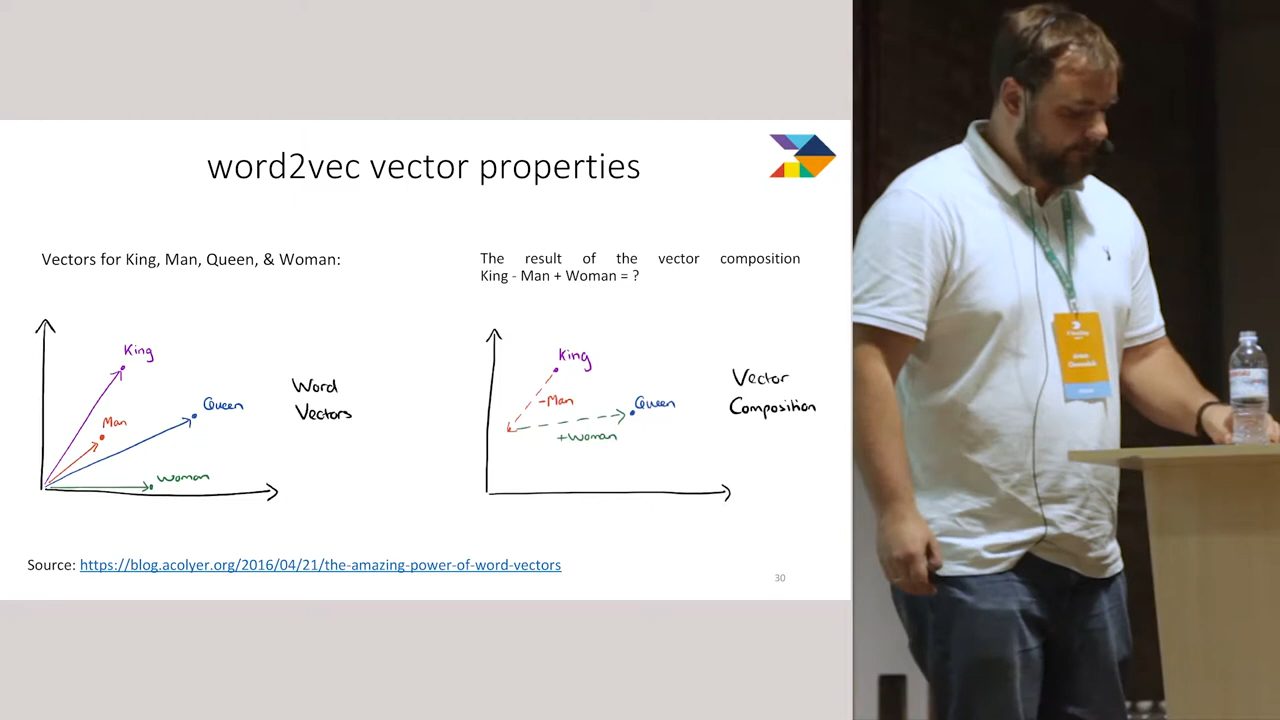 word2vec vector properties
Vectors for King, Man, Queen, & Woman:
The result of the vector composition
King - Man + Woman = ?
King
Man
Queen
Woman
Word
Vectors
King
-Man
Queen
+Woman
Vector
Composition
Source: https://blog.acolyer.org/2016/04/21/the-amazing-power-of-word-vectors
30